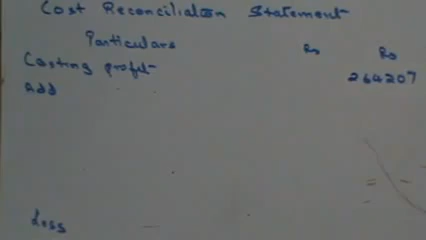 Cost Reconciliation Statement
Particulars Rs Rs
Costing profit 264207
Add
Less